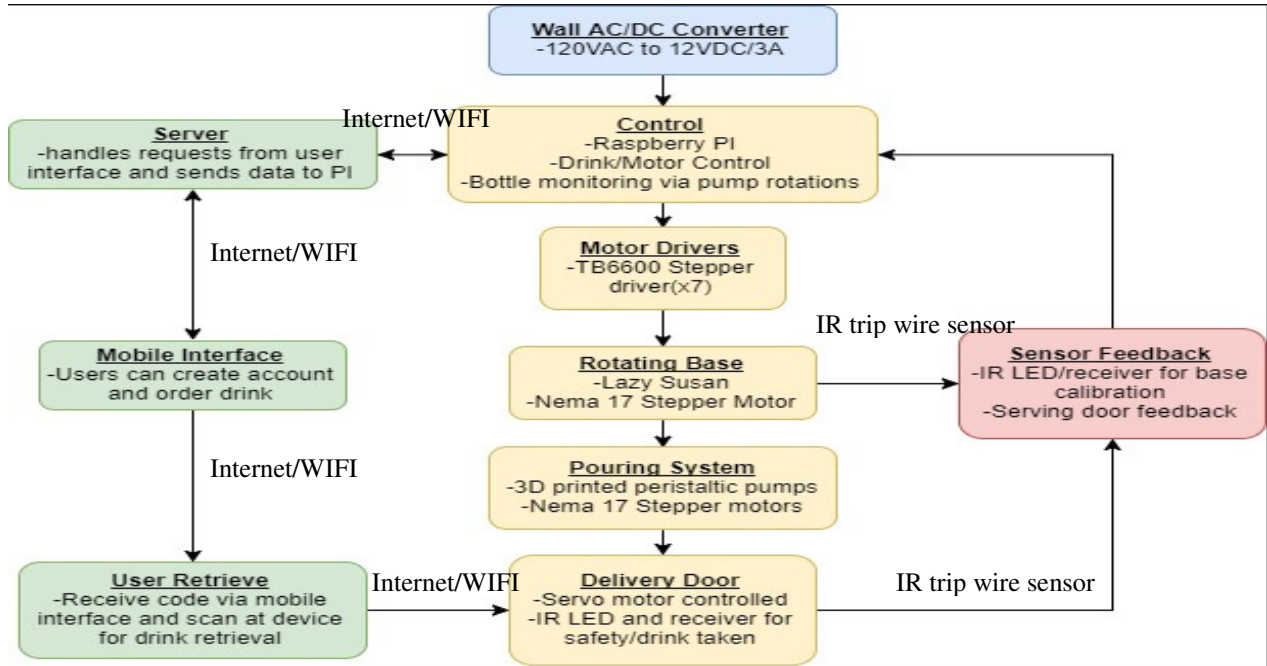 Wall AC/DC Converter
-120VAC to 12VDC/3A
Internet/WIFI
Server
-handles requests from user
interface and sends data to PI
Control
-Raspberry PI
-Drink/Motor Control
-Bottle monitoring via pump rotations
Internet/WIFI
Motor Drivers
-TB6600 Stepper
driver(x7)
IR trip wire sensor
Mobile Interface
-Users can create account
and order drink
Rotating Base
-Lazy Susan
-Nema 17 Stepper Motor
Sensor Feedback
-IR LED/receiver for base
calibration
-Serving door feedback
Internet/WIFI
Pouring System
-3D printed peristaltic pumps
-Nema 17 Stepper motors
User Retrieve
-Receive code via mobile
interface and scan at device
for drink retrieval
Internet/WIFI
Delivery Door
-Servo motor controlled
-IR LED and receiver for
safety/drink taken
IR trip wire sensor